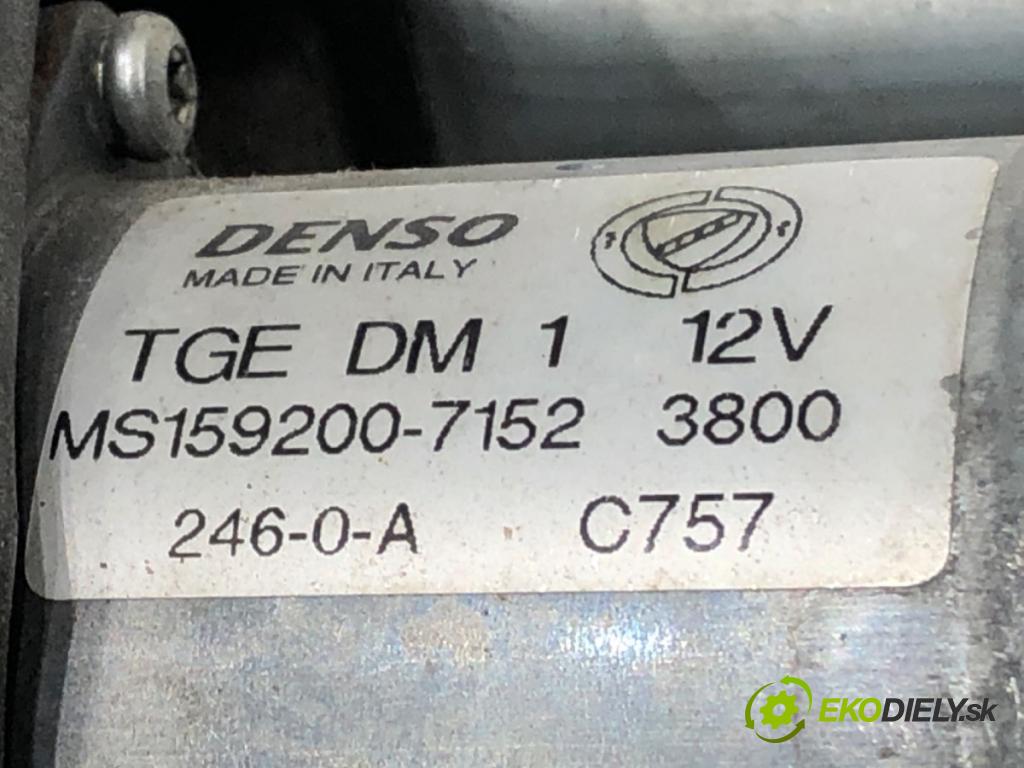 DENSO
MADE IN ITALY
TGE DM 1 12V
MS159200-7152 3800
246-0-A C757
EKODIELY.sk